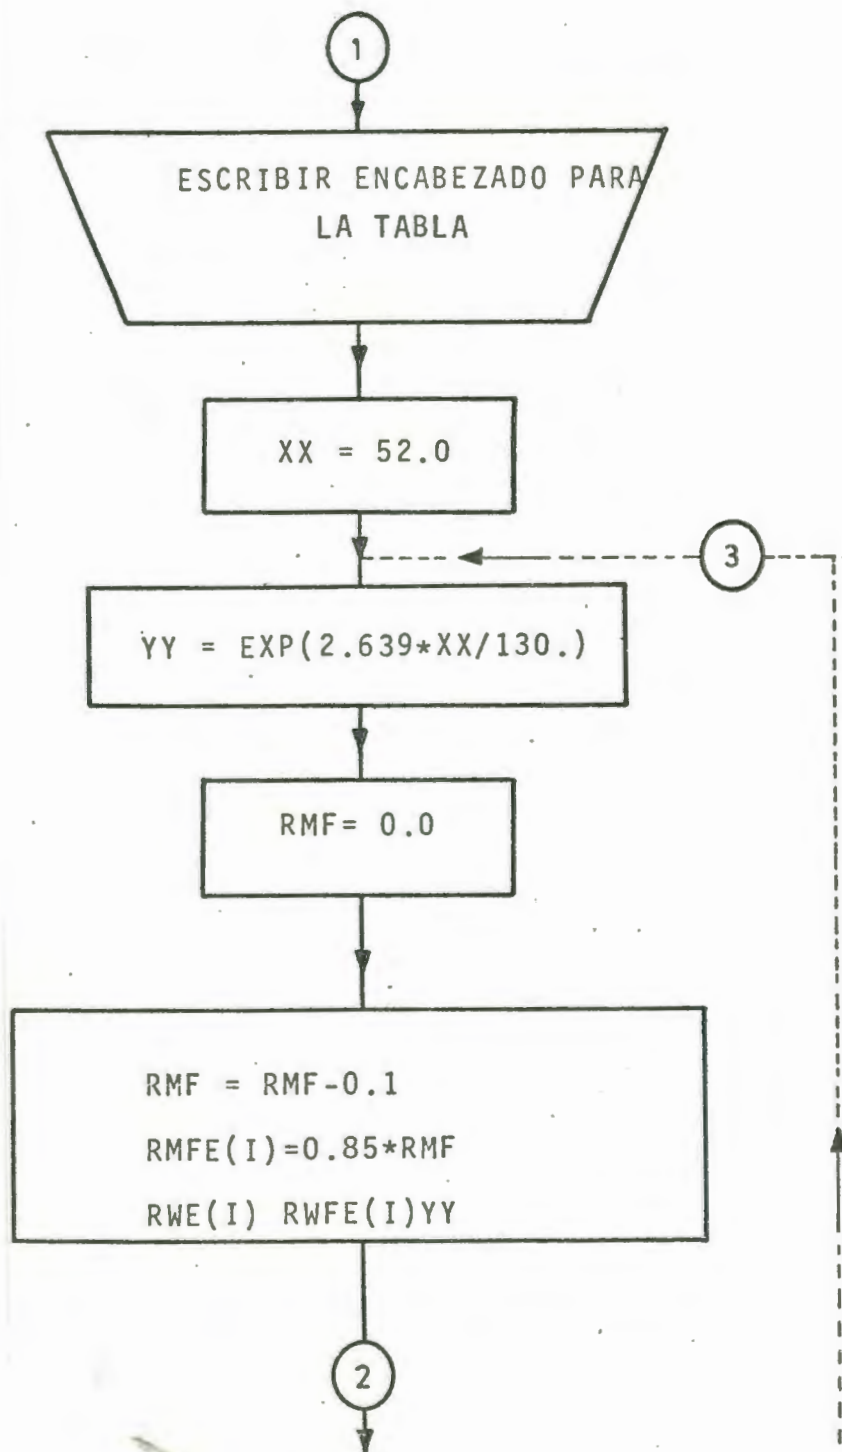 1
ESCRIBIR ENCABEZADO PARA
LA TABLA
XX = 52.0
3
YY = EXP(2.639*XX/130.)
RMF= 0.0
RMF = RMF-0.1
RMFE(I)=0.85*RMF
RWE(I) RWFE(I)YY
2